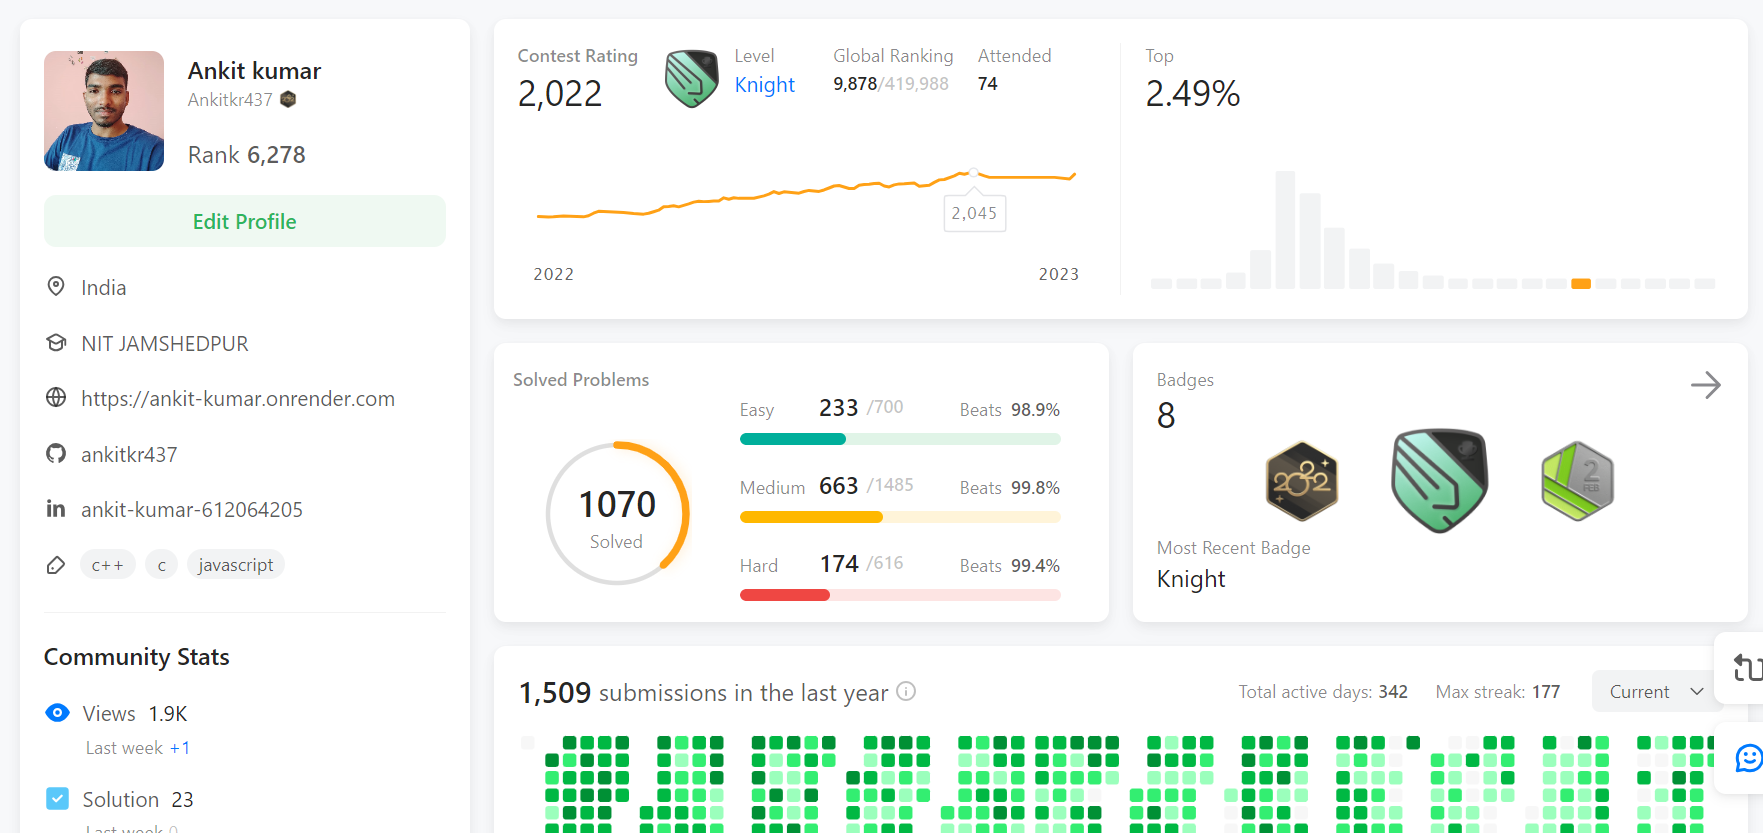 Ankit kumar
Ankitkr437
Rank 6,278
Edit Profile
India
NIT JAMSHEDPUR
https://ankit-kumar.onrender.com
ankitkr437
ankit-kumar-612064205
c++ c javascript
Community Stats
Views 1.9K
Last week +1
Solution 23
Last week 0
Contest Rating
2,022
Level
Knight
Global Ranking
9,878/419,988
Attended
74
2,045
2022 2023
Top
2.49%
Solved Problems
1070
Solved
Easy 233 /700 Beats 98.9%
Medium 663 /1485 Beats 99.8%
Hard 174 /616 Beats 99.4%
Badges
8
2022
2
FEB
Most Recent Badge
Knight
1,509 submissions in the last year
Total active days: 342 Max streak: 177 Current